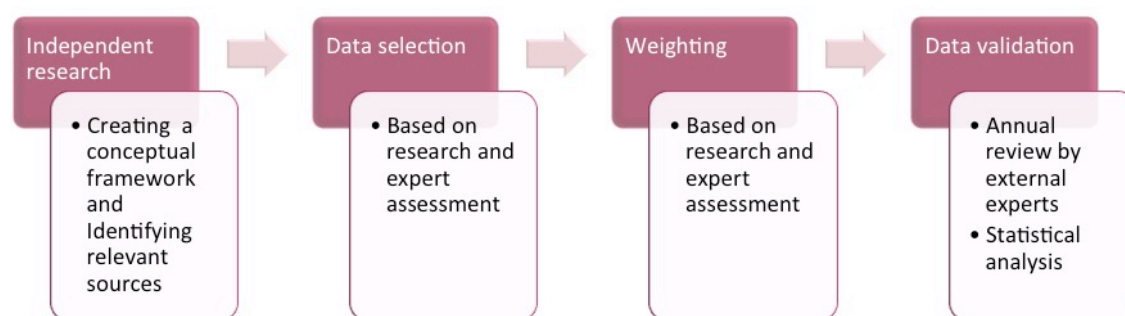 Independent
research
• Creating a
conceptual
framework
and
Identifying
relevant
sources
Data selection
• Based on
research and
expert
assessment
Weighting
• Based on
research and
expert
assessment
Data validation
• Annual
review by
external
experts
• Statistical
analysis